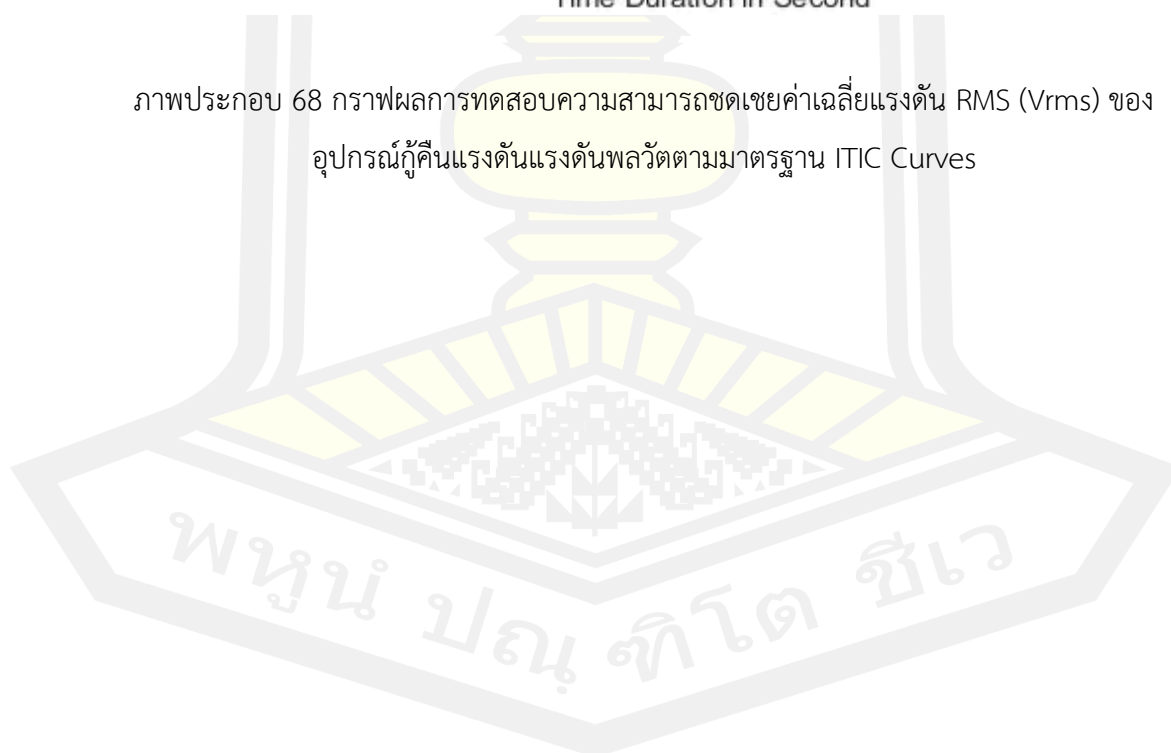 Time Duration in Second
ภาพประกอบ 68 กราฟผลการทดสอบความสามารถชดเชยค่าเฉลี่ยแรงดัน RMS (Vrms) ของ
อุปกรณ์กู้คืนแรงดันแรงดันพลวัตตามมาตรฐาน ITIC Curves
พหูนํ ปณฺฑิโต ชีเว